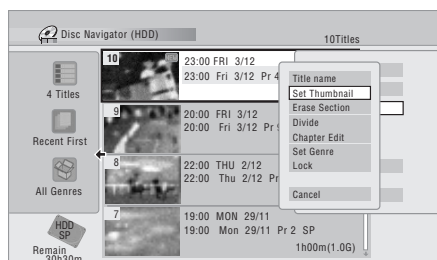 Disc Navigator (HDD)
10Titles
4 Titles
Recent First
All Genres
HDD
SP
Remain
30h30m
10
23:00 FRI 3/12
23:00 Fri 3/12 Pr 4
9
20:00 FRI 3/12
20:00 Fri 3/12 Pr
8
22:00 THU 2/12
22:00 Thu 2/12 Pr
7
19:00 MON 29/11
19:00 Mon 29/11 Pr 2 SP
1h00m(1.0G)
Title name
Set Thumbnail
Erase Section
Divide
Chapter Edit
Set Genre
Lock
Cancel